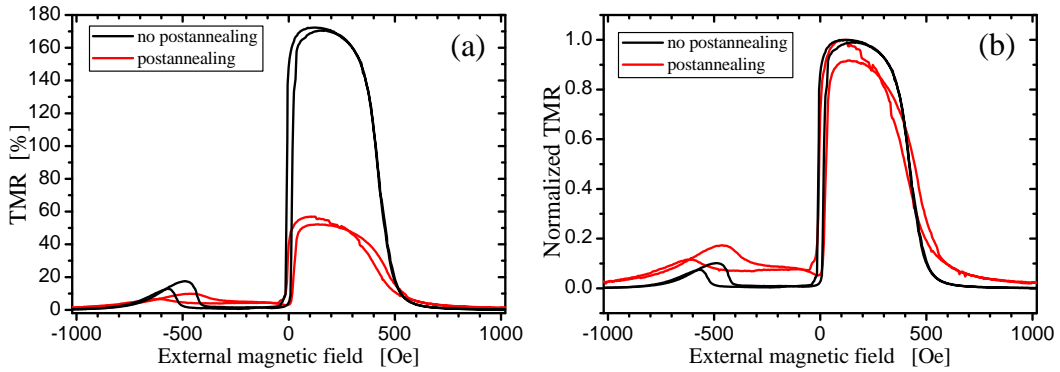 180
160
140
120
100
80
60
40
20
0
TMR [%]
no postannealing
postannealing
(a)
-1000
-500
0
500
1000
External magnetic field [Oe]
1.0
0.8
0.6
0.4
0.2
0.0
Normalized TMR
no postannealing
postannealing
(b)
-1000
-500
0
500
1000
External magnetic field [Oe]